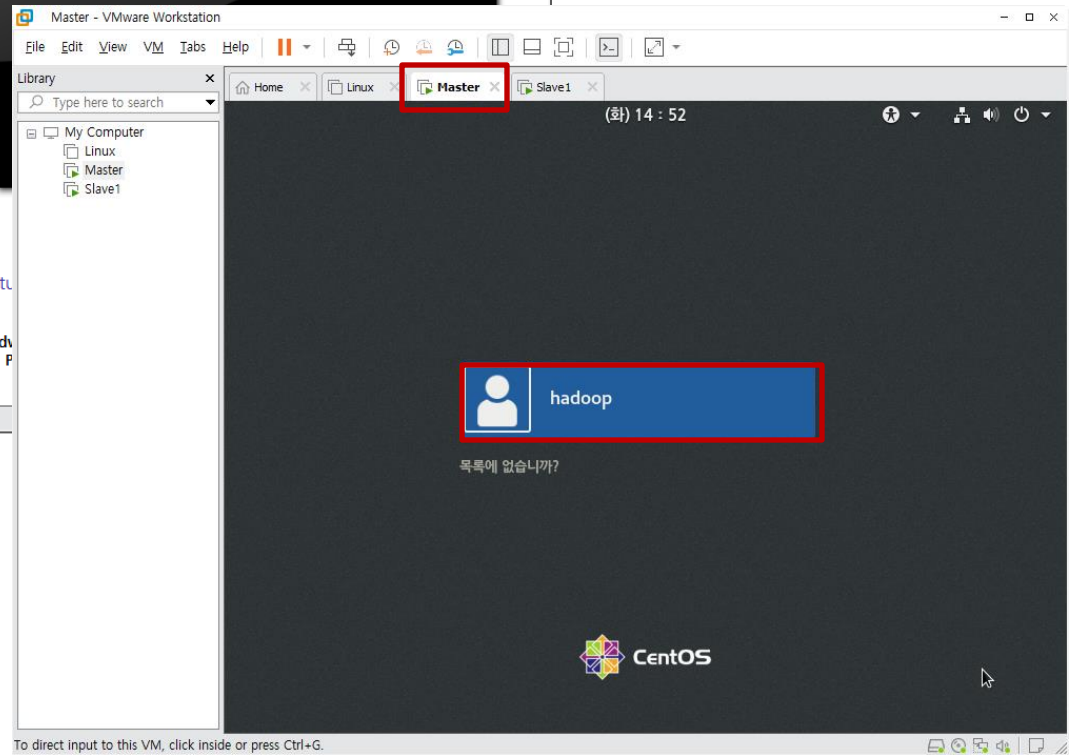 Master - VMware Workstation
File Edit View VM Tabs Help
Library
Type here to search
My Computer
Linux
Master
Slave1
Home
Linux
Master
Slave1
(화) 14 : 52
hadoop
목록에 없습니까?
CentOS
To direct input to this VM, click inside or press Ctrl+G.